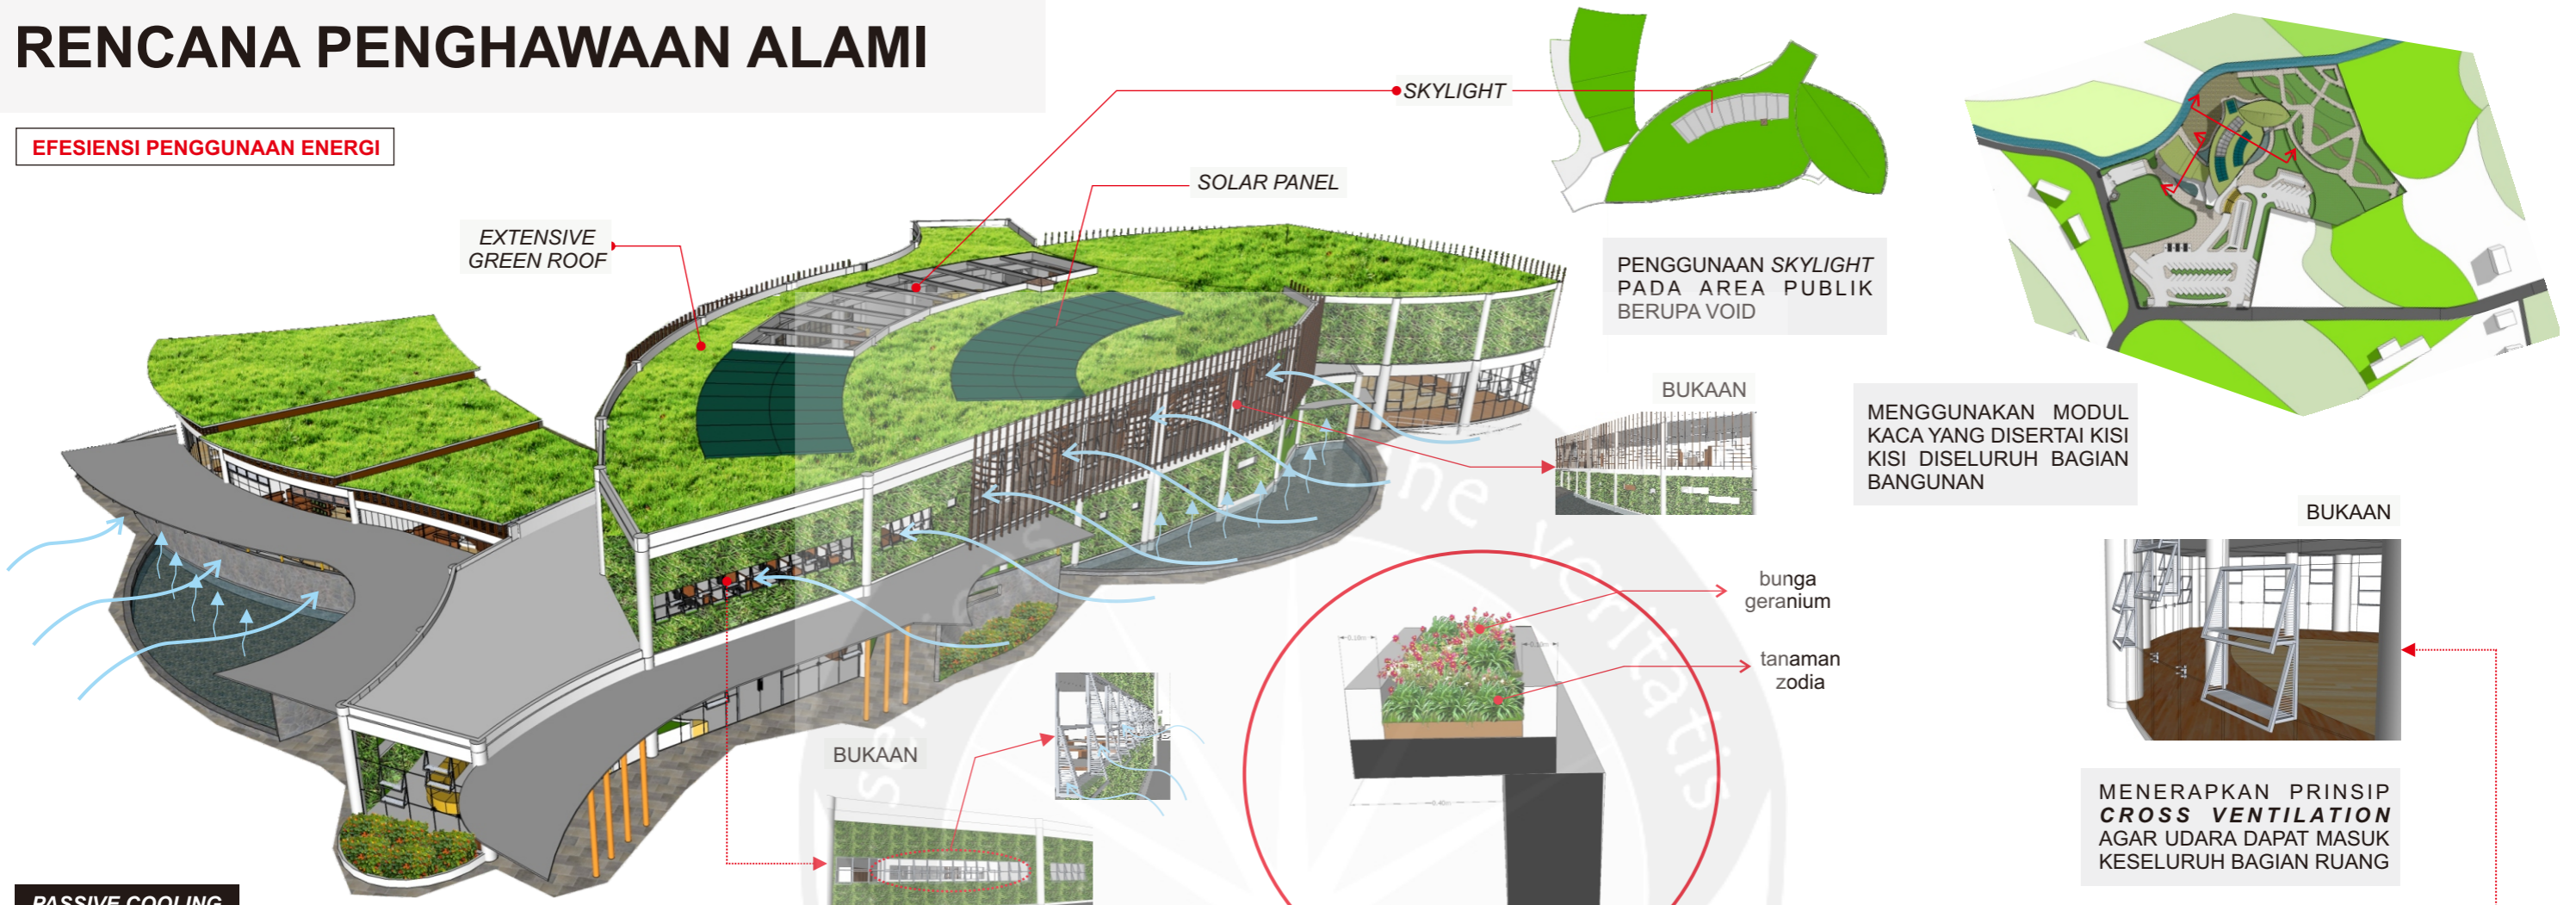 RENCANA PENGHAWAAN ALAMI
EFESIENSI PENGGUNAAN ENERGI
SKYLIGHT
SOLAR PANEL
EXTENSIVE
GREEN ROOF
PENGGUNAAN SKYLIGHT
PADA AREA PUBLIK
BERUPA VOID
BUKAAN
MENGGUNAKAN MODUL
KACA YANG DISERTAI KISI
KISI DISELURUH BAGIAN
BANGUNAN
BUKAAN
bunga
geranium
tanaman
zodia
BUKAAN
MENERAPKAN PRINSIP
CROSS VENTILATION
AGAR UDARA DAPAT MASUK
KESELURUH BAGIAN RUANG
PASSIVE COOLING
veritatis